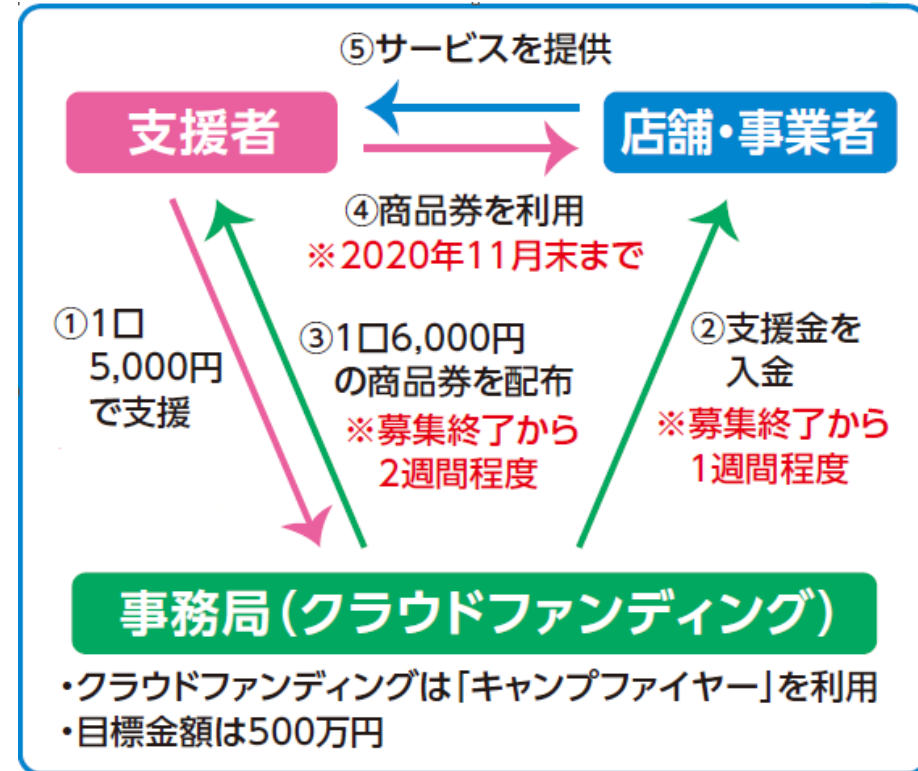 ⑤サービスを提供
支援者
店舗・事業者
④商品券を利用
※2020年11月末まで
①1口
5,000円
で支援
③1口6,000円
の商品券を配布
※募集終了から
2週間程度
②支援金を
入金
※募集終了から
1週間程度
事務局(クラウドファンディング)
・クラウドファンディングは「キャンプファイヤー」を利用
・目標金額は500万円